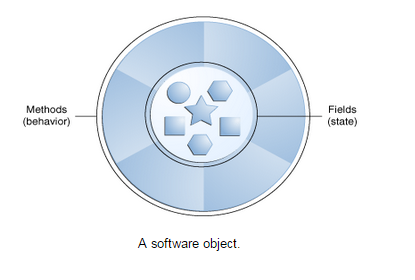 Methods
(behavior)
Fields
(state)
A software object.